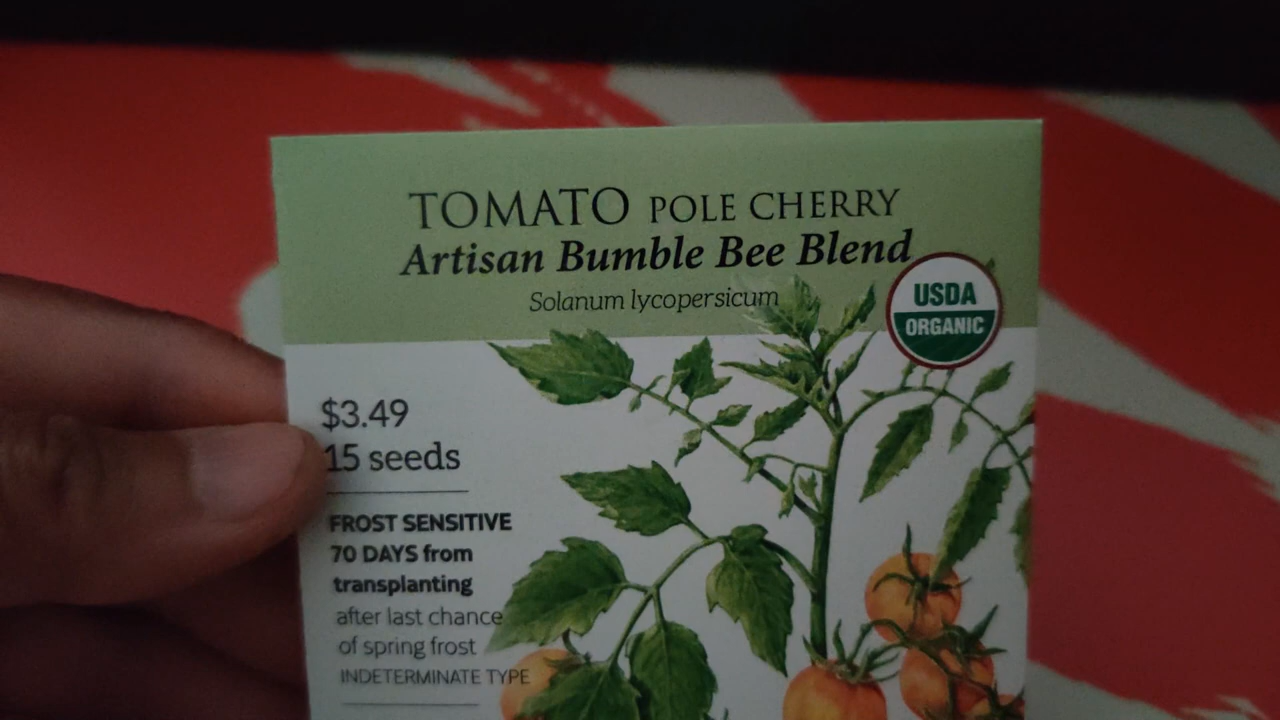 TOMATO POLE CHERRY
Artisan Bumble Bee Blend
Solanum lycopersicum
USDA
ORGANIC
$3.49
15 seeds
FROST SENSITIVE
70 DAYS from
transplanting
after last chance
of spring frost
INDETERMINATE TYPE